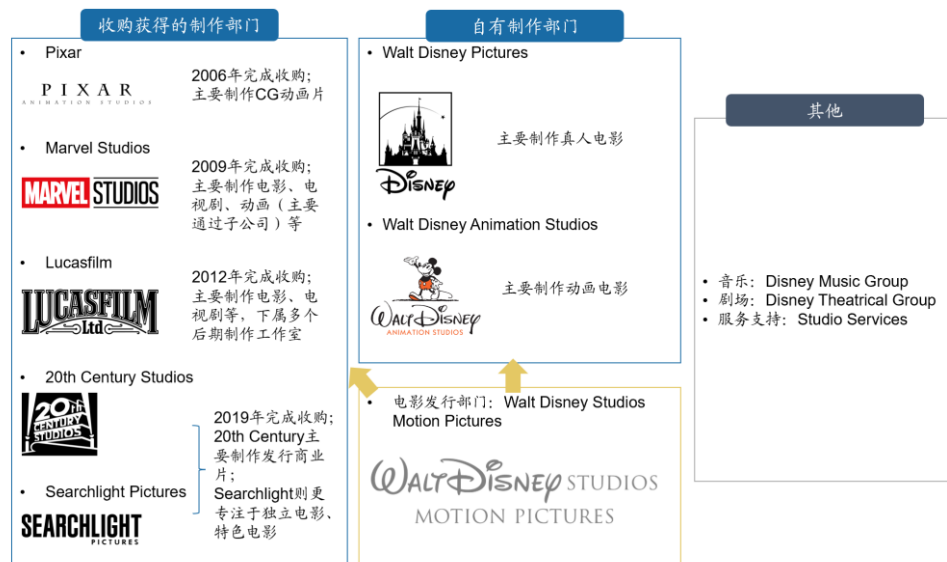 收购获得的制作部门
• Pixar
PIXAR
ANIMATION STUDIOS
2006年完成收购；
主要制作CG动画片
• Marvel Studios
MARVEL STUDIOS
2009年完成收购；
主要制作电影、电
视剧、动画（主要
通过子公司）等
• Lucasfilm
LUCASFILM
Ltd
2012年完成收购；
主要制作电影、电
视剧等，下属多个
后期制作工作室
• 20th Century Studios
20th
CENTURY
STUDIOS
2019年完成收购；
20th Century主
要制作发行商业
片；
Searchlight则更
专注于独立电影、
特色电影
• Searchlight Pictures
SEARCHLIGHT
PICTURES
自有制作部门
• Walt Disney Pictures
Disney
主要制作真人电影
• Walt Disney Animation Studios
WALT DISNEY
ANIMATION STUDIOS
主要制作动画电影
• 电影发行部门：Walt Disney Studios
Motion Pictures
WALT DISNEY STUDIOS
MOTION PICTURES
其他
• 音乐：Disney Music Group
• 剧场：Disney Theatrical Group
• 服务支持：Studio Services